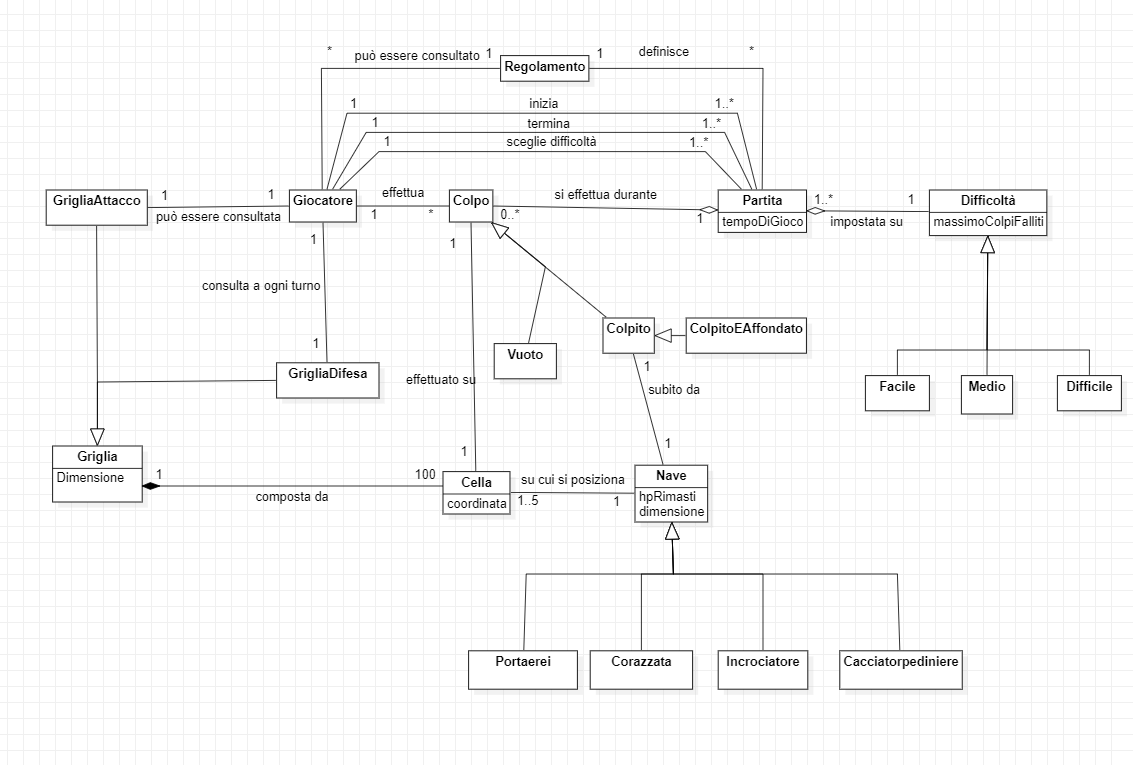 * può essere consultato 1 Regolamento 1 definisce *
1 inizia 1..*
1 termina 1..*
1 sceglie difficoltà 1..*
GrigliaAttacco 1 può essere consultata 1 Giocatore
1 effettua * Colpo
0..* si effettua durante 1 Partita
tempoDiGioco
1..* impostata su 1 Difficoltà
massimoColpiFalliti
1
consulta a ogni turno
1
GrigliaDifesa
1
effettuato su
1
Vuoto
Colpito
ColpitoEAffondato
1
subito da
1
Facile
Medio
Difficile
Griglia
Dimensione
1 composta da 100
Cella
coordinata
su cui si posiziona
1..5 1
Nave
hpRimasti
dimensione
Portaerei
Corazzata
Incrociatore
Cacciatorpediniere